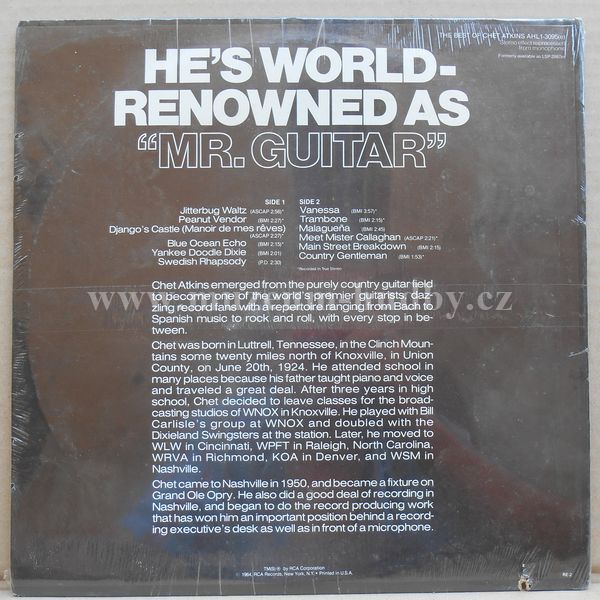 THE BEST OF CHET ATKINS AHL1-3095(e)
Stereo effect reprocessed
from monophonic
Formerly available as LSP-2887(e)
HE'S WORLD-
RENOWNED AS
"MR. GUITAR"
SIDE 1
Jitterbug Waltz (ASCAP 2:56)*
Peanut Vendor (BMI 2:27)*
Django's Castle (Manoir de mes rêves)
(ASCAP 2:27)*
Blue Ocean Echo (BMI 2:15)*
Yankee Doodle Dixie (BMI 2:01)
Swedish Rhapsody (P.D. 2:30)
SIDE 2
Vanessa (BMI 3:57)*
Trambone (BMI 2:15)*
Malagueña (BMI 2:45)
Meet Mister Callaghan (ASCAP 2:21)*
Main Street Breakdown (BMI 2:15)
Country Gentleman (BMI 1:53)*
*Recorded in True Stereo
Chet Atkins emerged from the purely country guitar field
to become one of the world's premier guitarists, daz-
zling record fans with a repertoire ranging from Bach to
Spanish music to rock and roll, with every stop in be-
tween.
Chet was born in Luttrell, Tennessee, in the Clinch Moun-
tains some twenty miles north of Knoxville, in Union
County, on June 20th, 1924. He attended school in
many places because his father taught piano and voice
and traveled a great deal. After three years in high
school, Chet decided to leave classes for the broad-
casting studios of WNOX in Knoxville. He played with Bill
Carlisle's group at WNOX and doubled with the
Dixieland Swingsters at the station. Later, he moved to
WLW in Cincinnati, WPFT in Raleigh, North Carolina,
WRVA in Richmond, KOA in Denver, and WSM in
Nashville.
Chet came to Nashville in 1950, and became a fixture on
Grand Ole Opry. He also did a good deal of recording in
Nashville, and began to do the record producing work
that has won him an important position behind a record-
ing executive's desk as well as in front of a microphone.
TM(S) ® by RCA Corporation
© 1964, RCA Records, New York, N.Y. • Printed in U.S.A.
RE 2